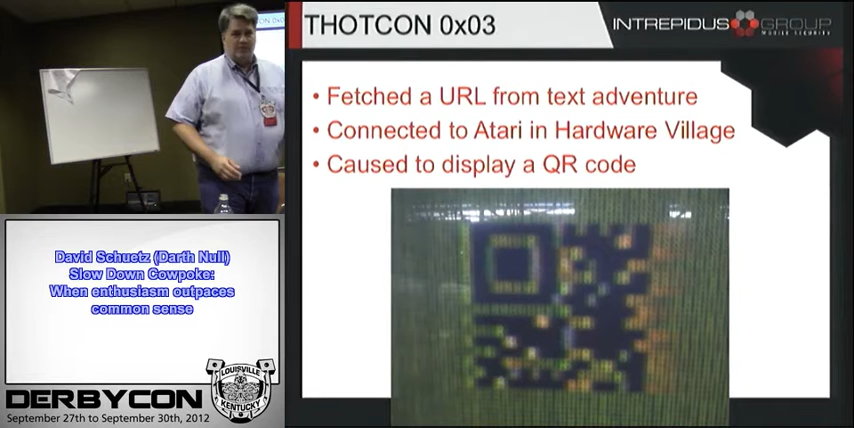 THOTCON 0x03
INTREPIDUS GROUP
MOBILE SECURITY
• Fetched a URL from text adventure
• Connected to Atari in Hardware Village
• Caused to display a QR code
David Schuetz (Darth Null)
Slow Down Cowpoke:
When enthusiasm outpaces
common sense
LOUISVILLE
KENTUCKY
DERBYCON
September 27th to September 30th, 2012